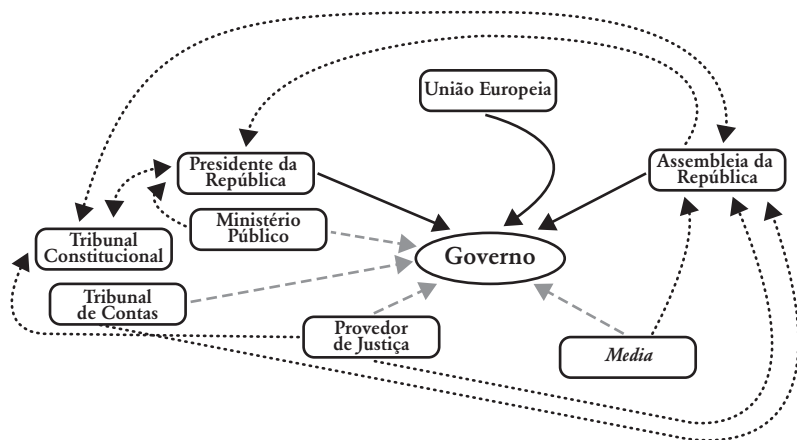 União Europeia
Presidente da
República
Assembleia da
República
Ministério
Público
Tribunal
Constitucional
Governo
Tribunal
de Contas
Provedor
de Justiça
Media